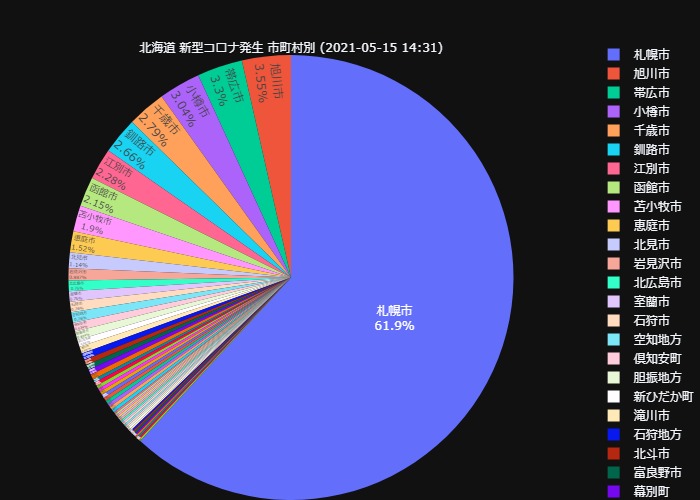 北海道 新型コロナ発生 市町村別 (2021-05-15 14:31)
旭川市
3.55%
帯広市
3.3%
小樽市
3.04%
千歳市
2.79%
釧路市
2.66%
江別市
2.28%
函館市
2.15%
苫小牧市
1.9%
恵庭市
1.52%
北見市
1.14%
札幌市
61.9%
札幌市
旭川市
帯広市
小樽市
千歳市
釧路市
江別市
函館市
苫小牧市
恵庭市
北見市
岩見沢市
北広島市
室蘭市
石狩市
空知地方
倶知安町
胆振地方
新ひだか町
滝川市
石狩地方
北斗市
富良野市
幕別町